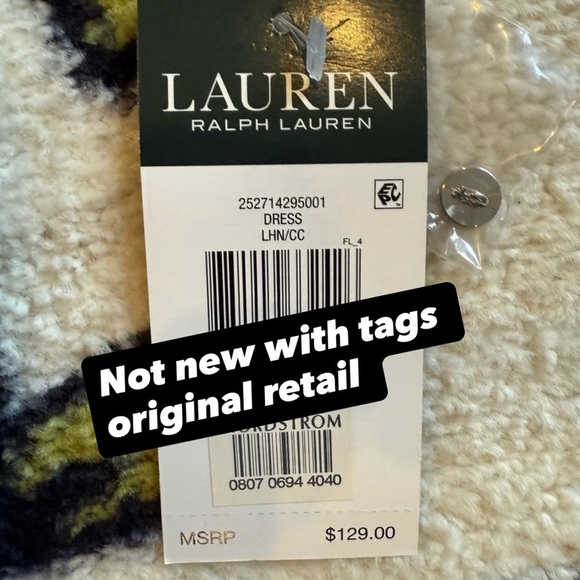 LAUREN
RALPH LAUREN
252714295001
DRESS
LHN/CC
FL_4
Not new with tags
original retail
0807 0694 4040
MSRP $129.00